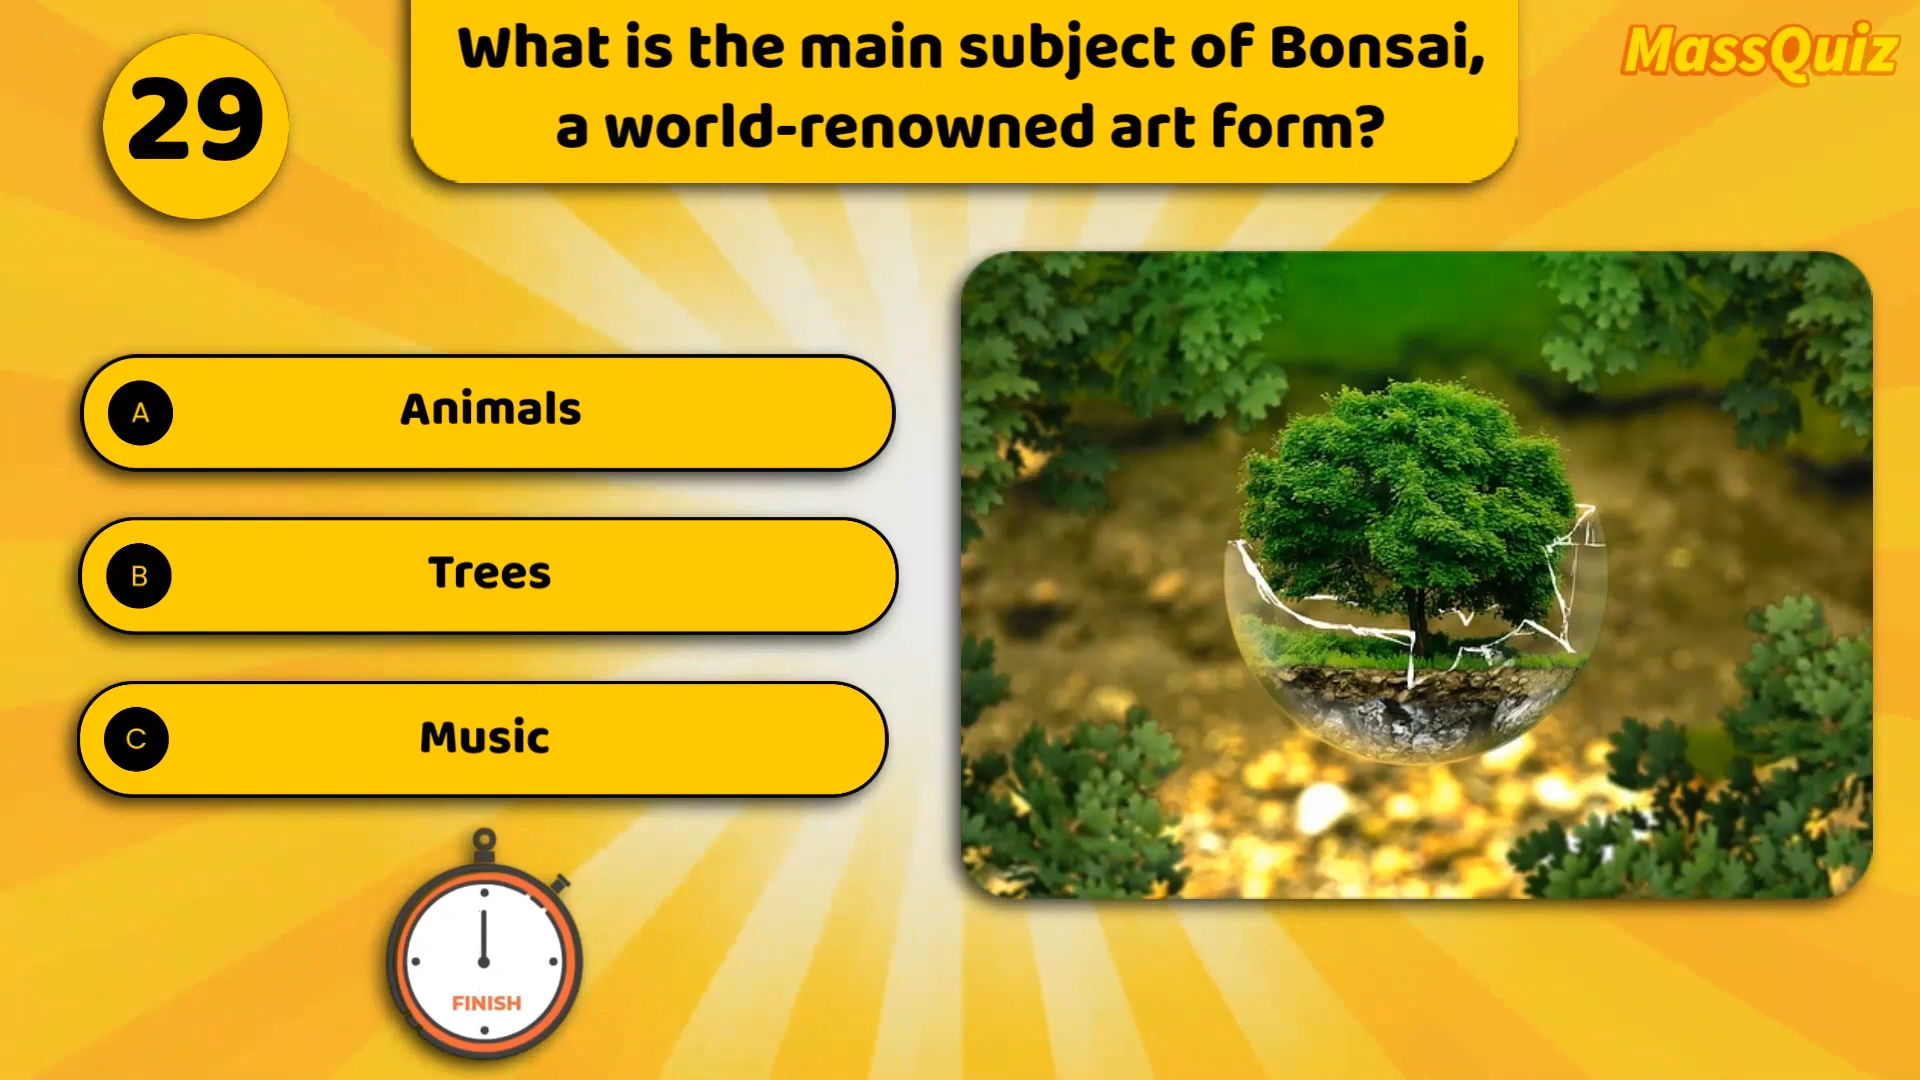 29
What is the main subject of Bonsai,
a world-renowned art form?
MassQuiz
A Animals
B Trees
C Music
FINISH